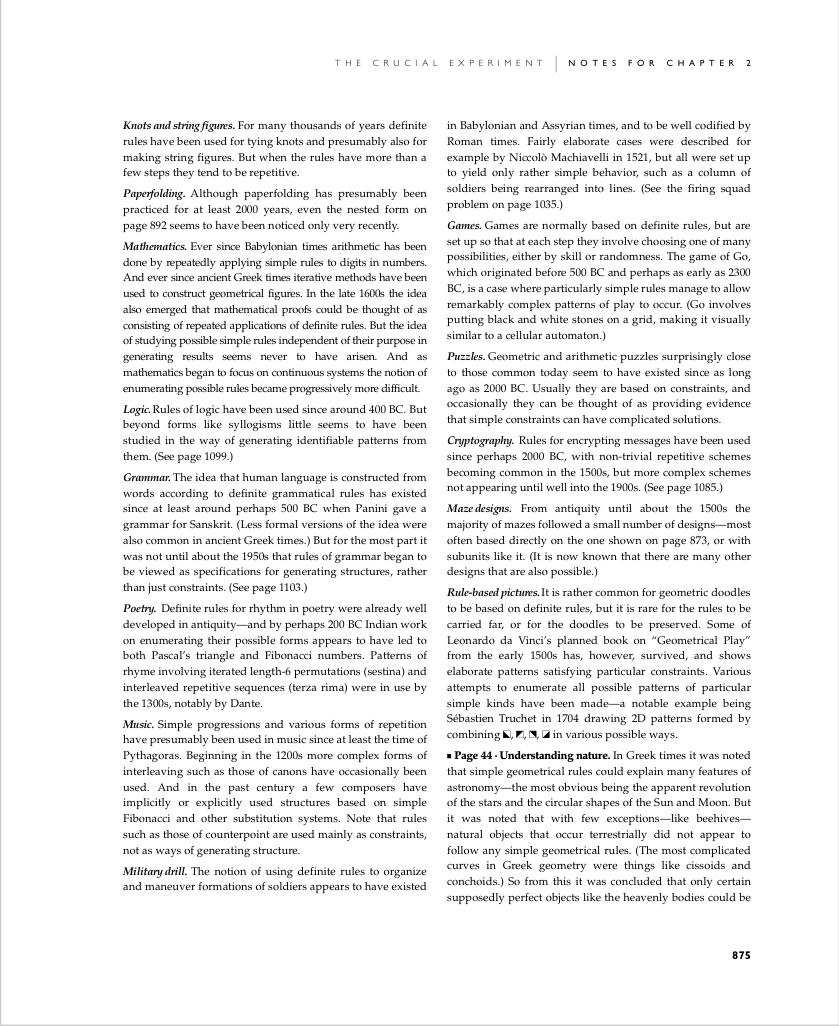 THE CRUCIAL EXPERIMENT | NOTES FOR CHAPTER 2
Knots and string figures. For many thousands of years definite
rules have been used for tying knots and presumably also for
making string figures. But when the rules have more than a
few steps they tend to be repetitive.
Paperfolding. Although paperfolding has presumably been
practiced for at least 2000 years, even the nested form on
page 892 seems to have been noticed only very recently.
Mathematics. Ever since Babylonian times arithmetic has been
done by repeatedly applying simple rules to digits in numbers.
And ever since ancient Greek times iterative methods have been
used to construct geometrical figures. In the late 1600s the idea
also emerged that mathematical proofs could be thought of as
consisting of repeated applications of definite rules. But the idea
of studying possible simple rules independent of their purpose in
generating results seems never to have arisen. And as
mathematics began to focus on continuous systems the notion of
enumerating possible rules became progressively more difficult.
Logic. Rules of logic have been used since around 400 BC. But
beyond forms like syllogisms little seems to have been
studied in the way of generating identifiable patterns from
them. (See page 1099.)
Grammar. The idea that human language is constructed from
words according to definite grammatical rules has existed
since at least around perhaps 500 BC when Panini gave a
grammar for Sanskrit. (Less formal versions of the idea were
also common in ancient Greek times.) But for the most part it
was not until about the 1950s that rules of grammar began to
be viewed as specifications for generating structures, rather
than just constraints. (See page 1103.)
Poetry. Definite rules for rhythm in poetry were already well
developed in antiquity—and by perhaps 200 BC Indian work
on enumerating their possible forms appears to have led to
both Pascal's triangle and Fibonacci numbers. Patterns of
rhyme involving iterated length-6 permutations (sestina) and
interleaved repetitive sequences (terza rima) were in use by
the 1300s, notably by Dante.
Music. Simple progressions and various forms of repetition
have presumably been used in music since at least the time of
Pythagoras. Beginning in the 1200s more complex forms of
interleaving such as those of canons have occasionally been
used. And in the past century a few composers have
implicitly or explicitly used structures based on simple
Fibonacci and other substitution systems. Note that rules
such as those of counterpoint are used mainly as constraints,
not as ways of generating structure.
Military drill. The notion of using definite rules to organize
and maneuver formations of soldiers appears to have existed
in Babylonian and Assyrian times, and to be well codified by
Roman times. Fairly elaborate cases were described for
example by Niccolò Machiavelli in 1521, but all were set up
to yield only rather simple behavior, such as a column of
soldiers being rearranged into lines. (See the firing squad
problem on page 1035.)
Games. Games are normally based on definite rules, but are
set up so that at each step they involve choosing one of many
possibilities, either by skill or randomness. The game of Go,
which originated before 500 BC and perhaps as early as 2300
BC, is a case where particularly simple rules manage to allow
remarkably complex patterns of play to occur. (Go involves
putting black and white stones on a grid, making it visually
similar to a cellular automaton.)
Puzzles. Geometric and arithmetic puzzles surprisingly close
to those common today seem to have existed since as long
ago as 2000 BC. Usually they are based on constraints, and
occasionally they can be thought of as providing evidence
that simple constraints can have complicated solutions.
Cryptography. Rules for encrypting messages have been used
since perhaps 2000 BC, with non-trivial repetitive schemes
becoming common in the 1500s, but more complex schemes
not appearing until well into the 1900s. (See page 1085.)
Maze designs. From antiquity until about the 1500s the
majority of mazes followed a small number of designs—most
often based directly on the one shown on page 873, or with
subunits like it. (It is now known that there are many other
designs that are also possible.)
Rule-based pictures. It is rather common for geometric doodles
to be based on definite rules, but it is rare for the rules to be
carried far, or for the doodles to be preserved. Some of
Leonardo da Vinci's planned book on “Geometrical Play”
from the early 1500s has, however, survived, and shows
elaborate patterns satisfying particular constraints. Various
attempts to enumerate all possible patterns of particular
simple kinds have been made—a notable example being
Sébastien Truchet in 1704 drawing 2D patterns formed by
combining ⬕, ◩, ⬔, ◪ in various possible ways.
▪ Page 44 · Understanding nature. In Greek times it was noted
that simple geometrical rules could explain many features of
astronomy—the most obvious being the apparent revolution
of the stars and the circular shapes of the Sun and Moon. But
it was noted that with few exceptions—like beehives—
natural objects that occur terrestrially did not appear to
follow any simple geometrical rules. (The most complicated
curves in Greek geometry were things like cissoids and
conchoids.) So from this it was concluded that only certain
supposedly perfect objects like the heavenly bodies could be
875